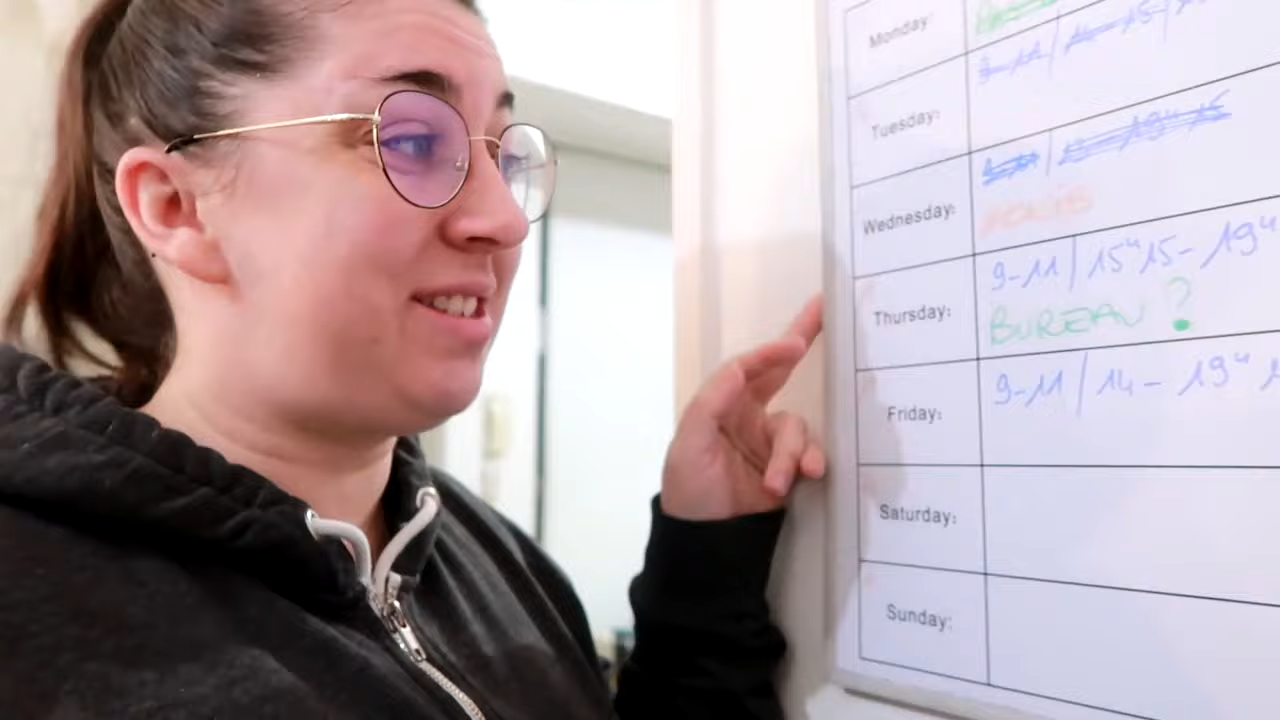 Monday:
Tuesday:
Wednesday:
Thursday: 9-11 | 15h15 - 19h
BUREAU ?
Friday: 9-11 | 14 - 19h
Saturday:
Sunday: